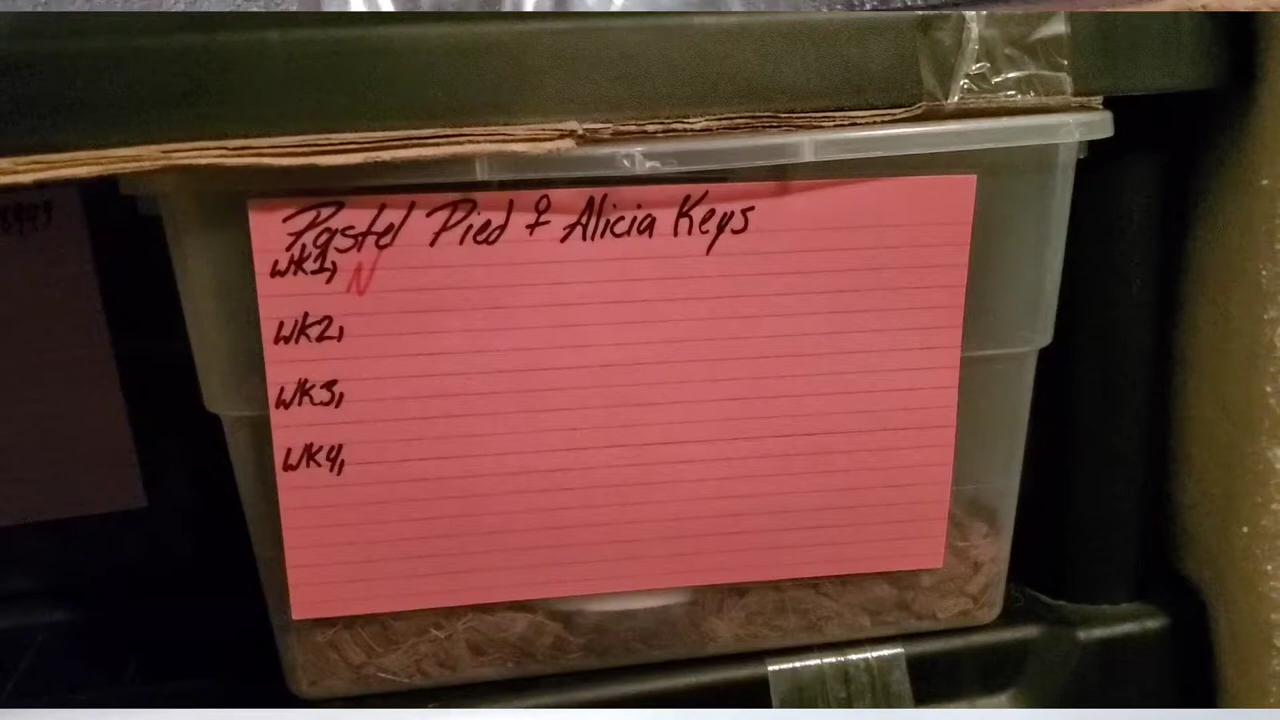 Pastel Pied ♀ Alicia Keys
WK1, N
WK2,
WK3,
WK4,